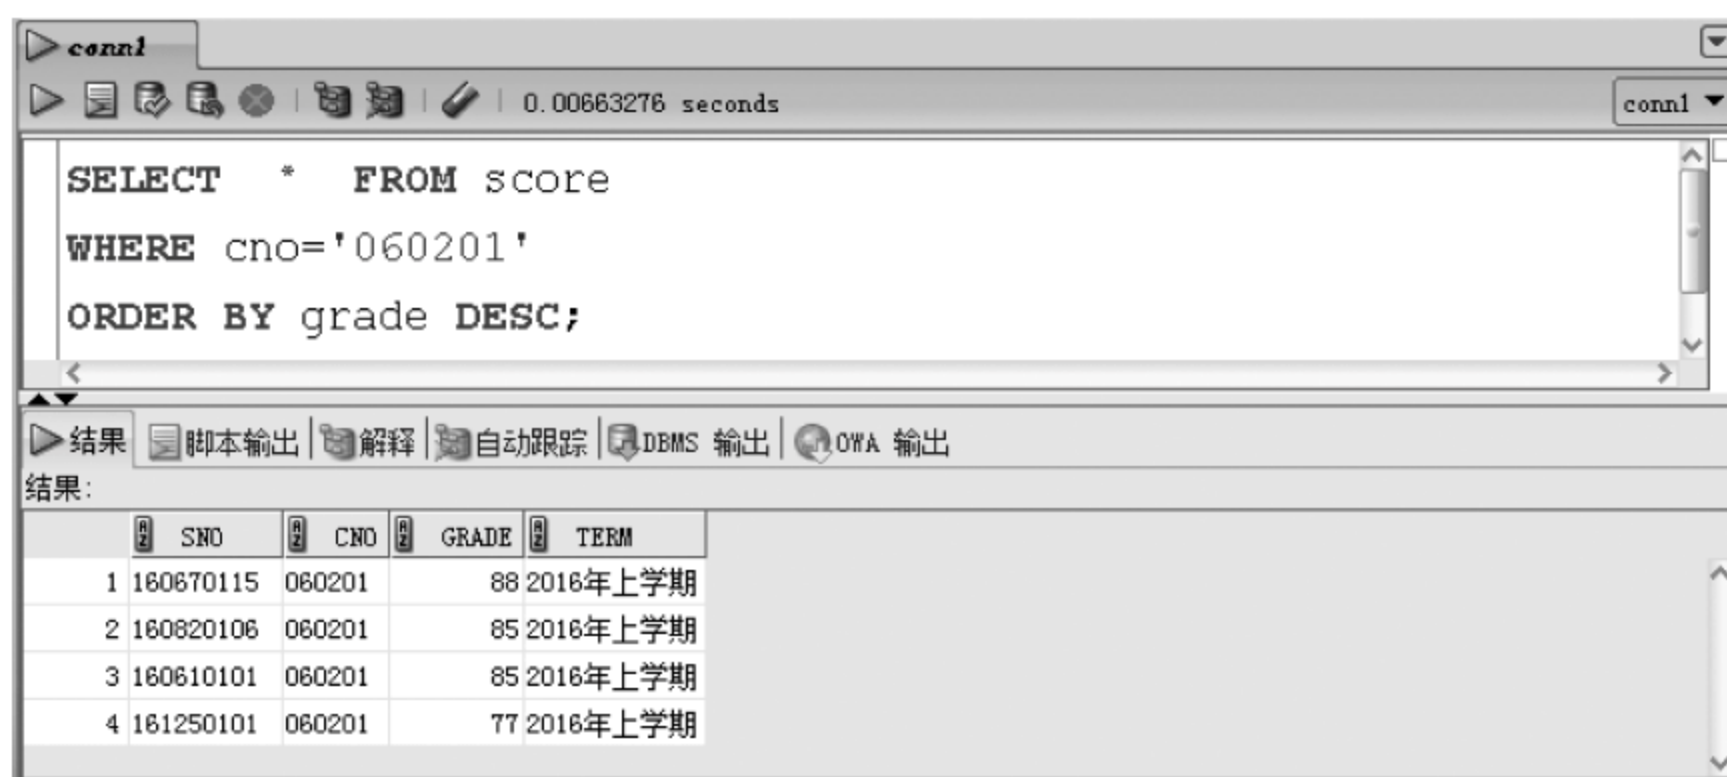 conn1
0.00663276 seconds
conn1
SELECT * FROM score
WHERE cno='060201'
ORDER BY grade DESC;
结果 脚本输出 解释 自动跟踪 DBMS 输出 OWA 输出
结果:
SNO CNO GRADE TERM
1 160670115 060201 88 2016年上学期
2 160820106 060201 85 2016年上学期
3 160610101 060201 85 2016年上学期
4 161250101 060201 77 2016年上学期